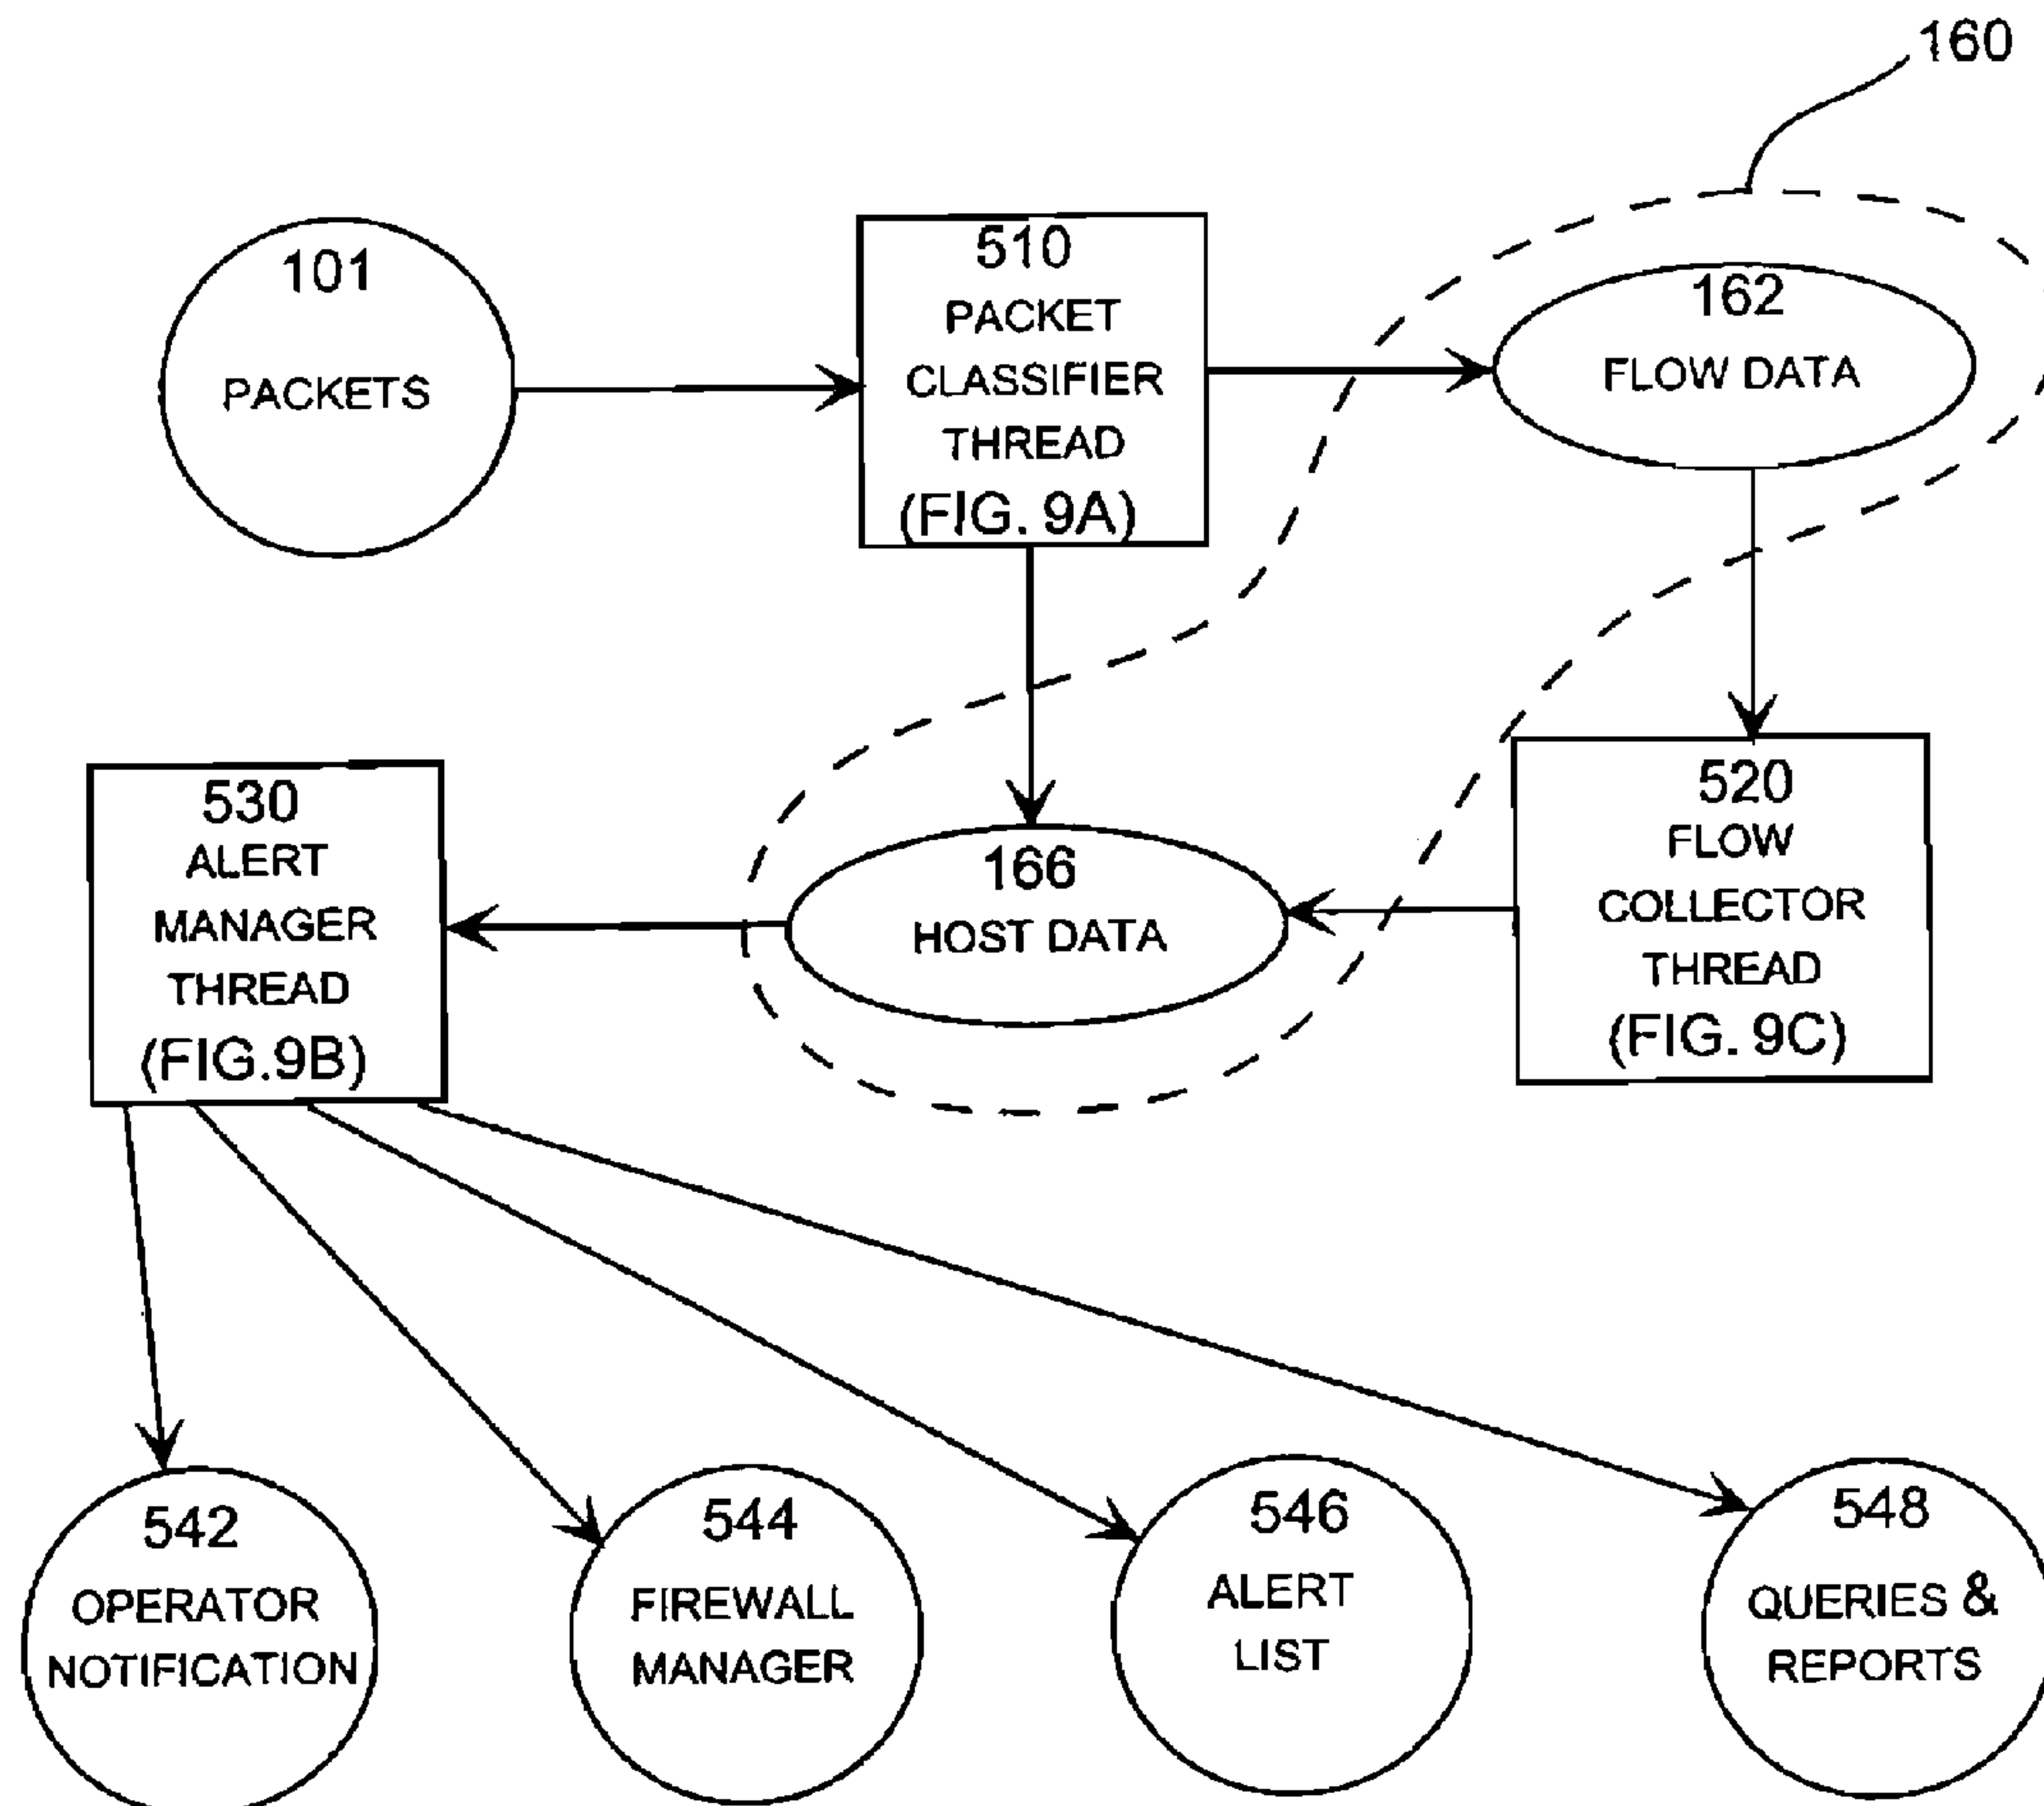 160
101
PACKETS
510
PACKET
CLASSIFIER
THREAD
(FIG. 9A)
162
FLOW DATA
530
ALERT
MANAGER
THREAD
(FIG.9B)
166
HOST DATA
520
FLOW
COLLECTOR
THREAD
(FIG. 9C)
542
OPERATOR
NOTIFICATION
544
FIREWALL
MANAGER
546
ALERT
LIST
548
QUERIES &
REPORTS